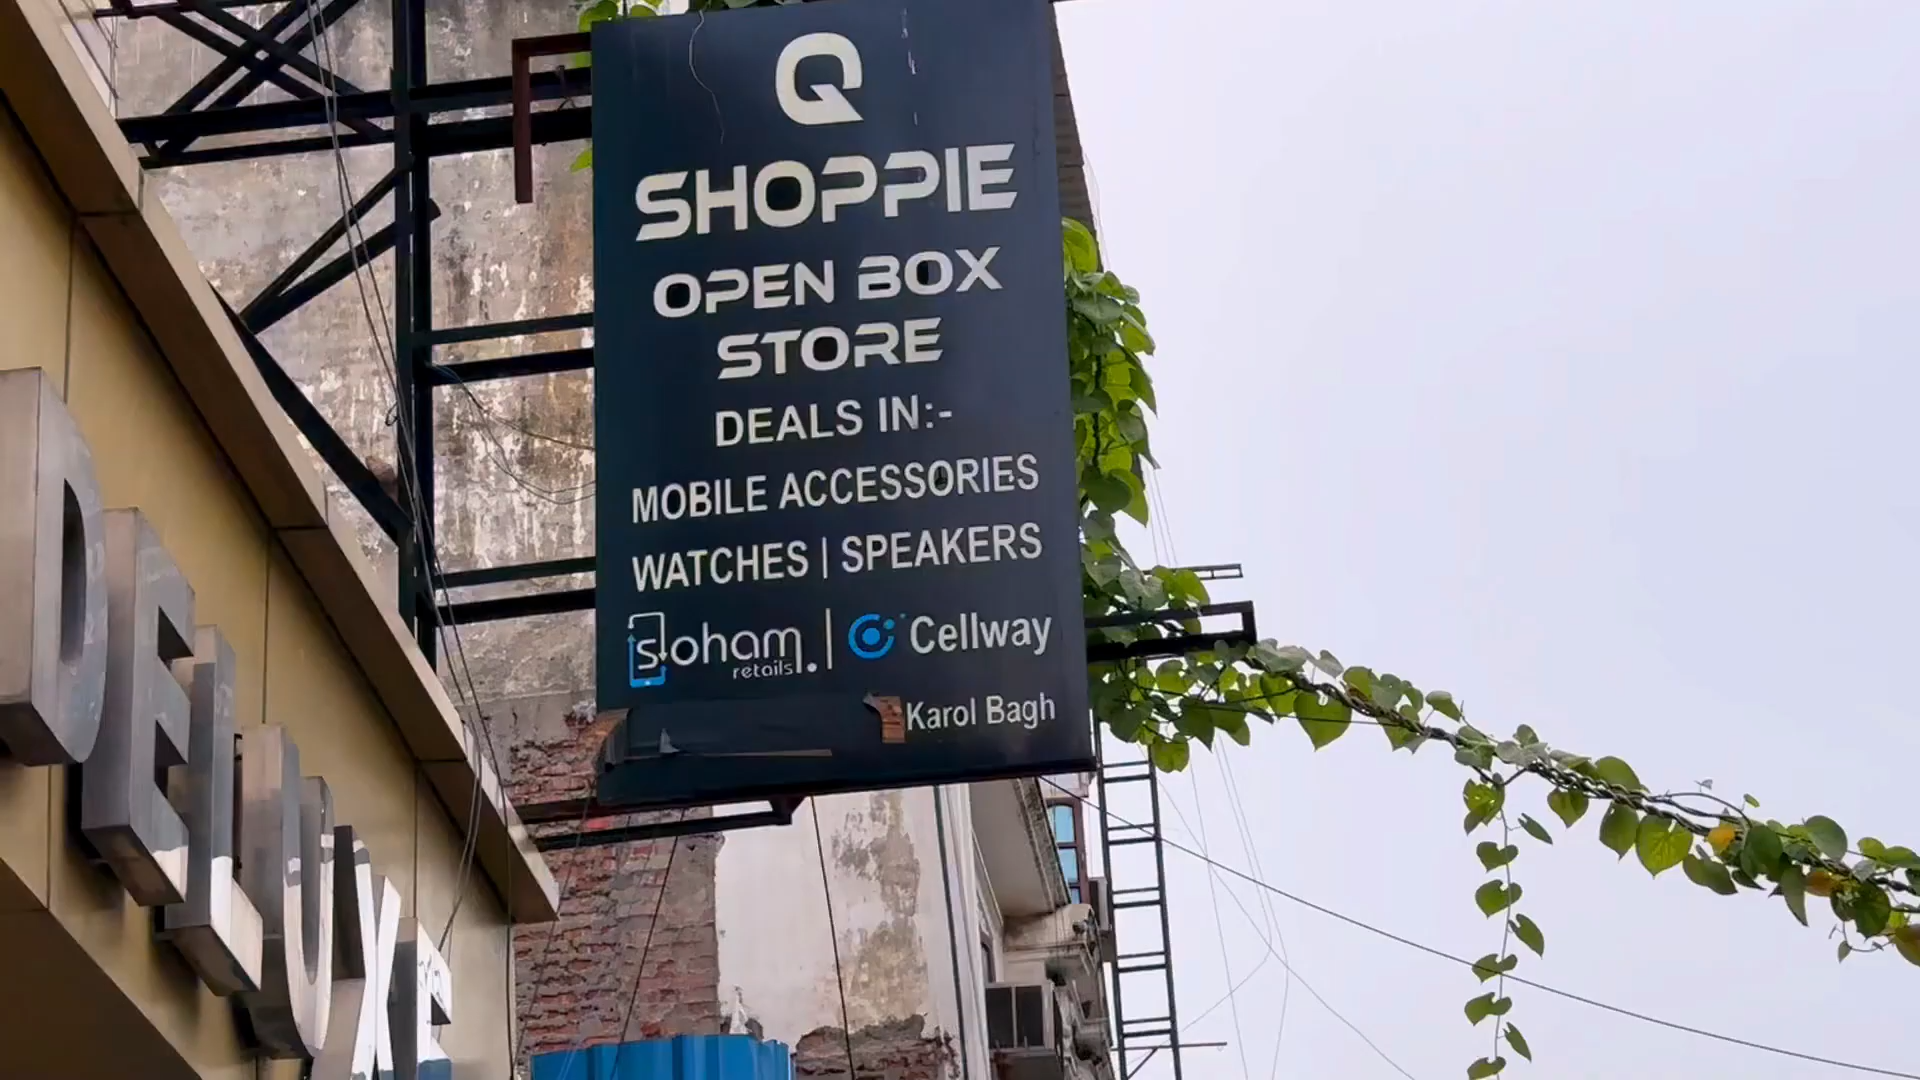 Q
SHOPPIE
OPEN BOX
STORE
DEALS IN:-
MOBILE ACCESSORIES
WATCHES | SPEAKERS
soham retails. | Cellway
Karol Bagh
DELUXE